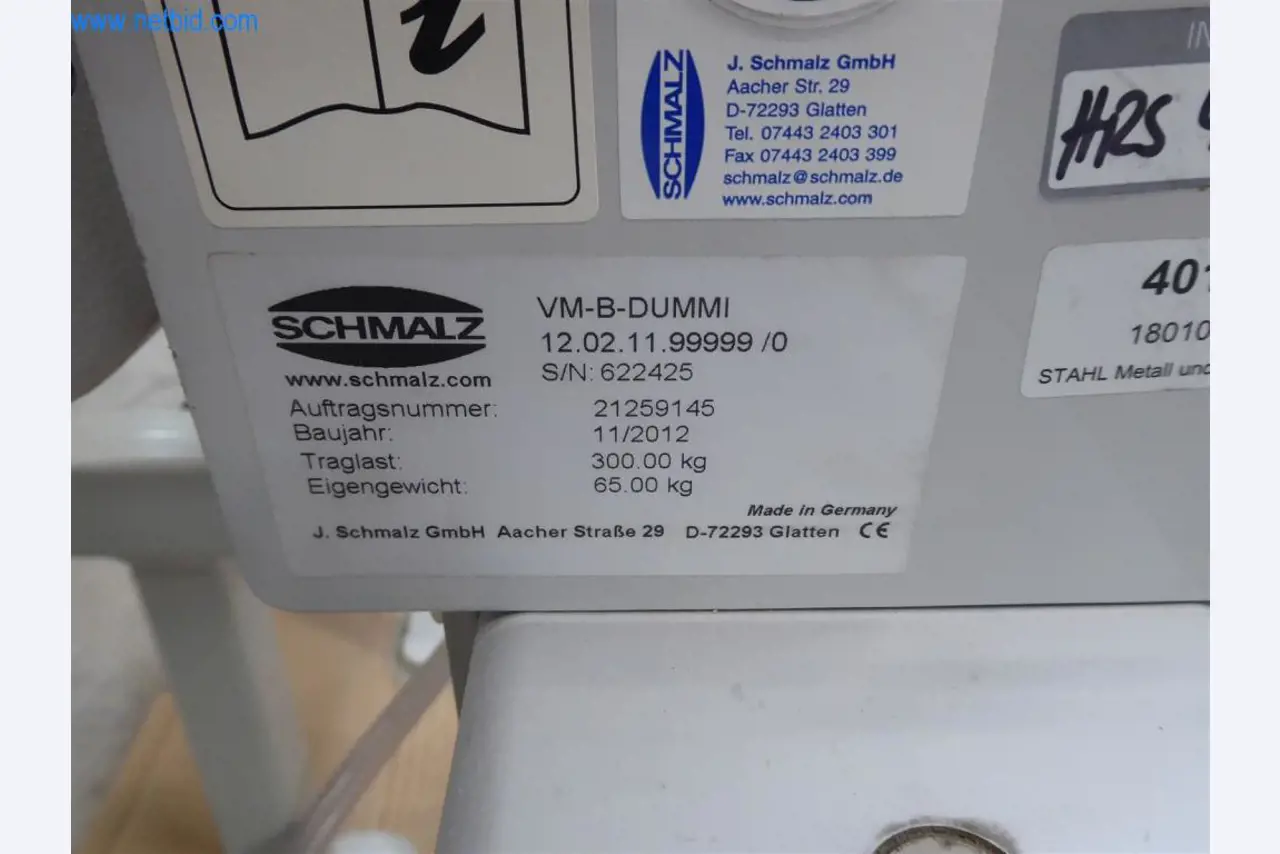 www.netbid.com
i
J. Schmalz GmbH
Aacher Str. 29
D-72293 Glatten
Tel. 07443 2403 301
Fax 07443 2403 399
schmalz@schmalz.de
www.schmalz.com
SCHMALZ
IN
HRS
SCHMALZ
www.schmalz.com
VM-B-DUMMI
12.02.11.99999 /0
S/N: 622425
Auftragsnummer: 21259145
Baujahr: 11/2012
Traglast: 300.00 kg
Eigengewicht: 65.00 kg
Made in Germany
J. Schmalz GmbH Aacher Straße 29 D-72293 Glatten CE
40
18010
STAHL Metall und